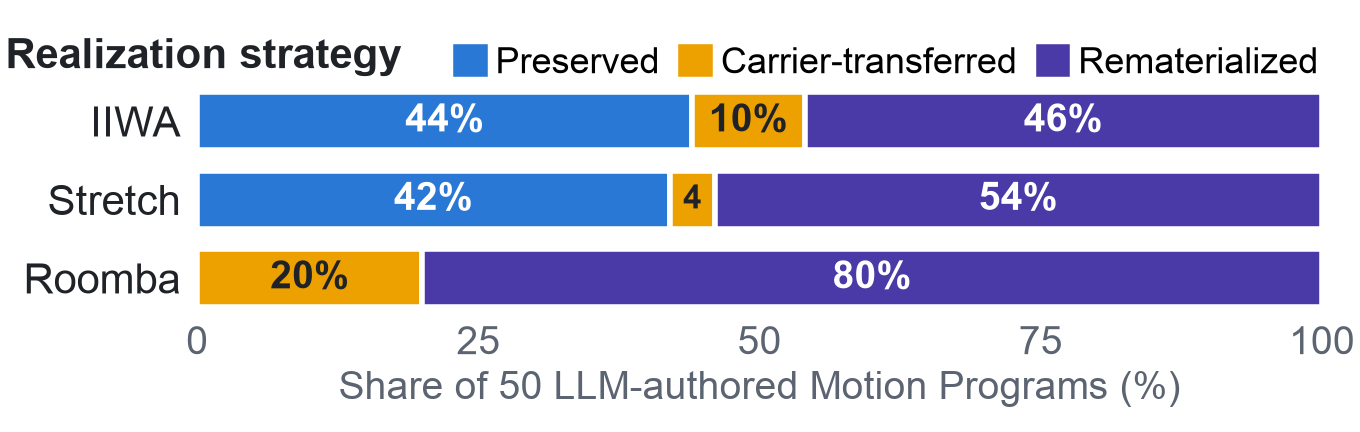 Realization strategy Preserved Carrier-transferred Rematerialized
IIWA 44% 10% 46%
Stretch 42% 4 54%
Roomba 20% 80%
0 25 50 75 100
Share of 50 LLM-authored Motion Programs (%)